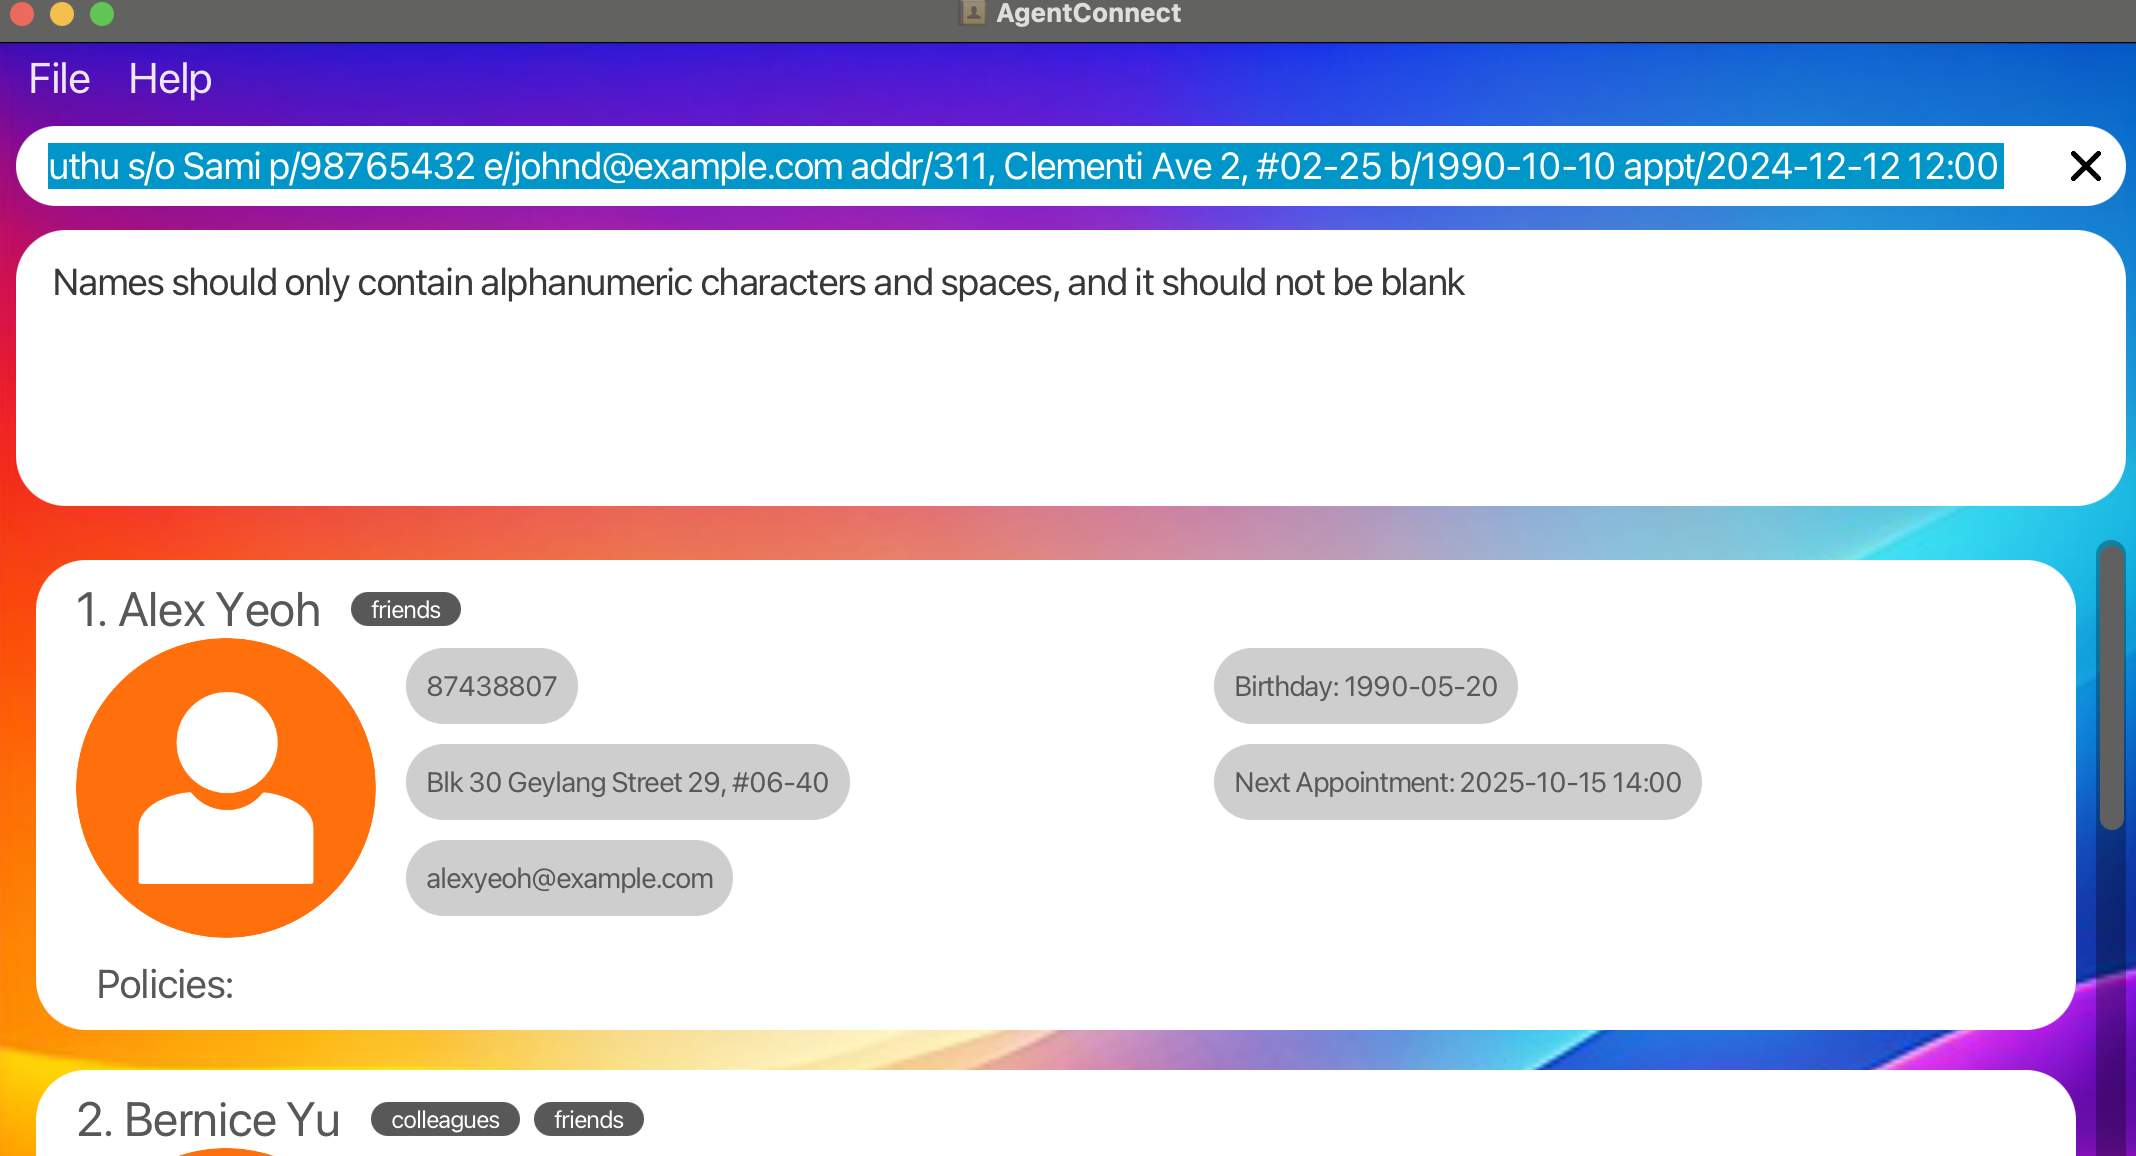 AgentConnect
File Help
uthu s/o Sami p/98765432 e/johnd@example.com addr/311, Clementi Ave 2, #02-25 b/1990-10-10 appt/2024-12-12 12:00
Names should only contain alphanumeric characters and spaces, and it should not be blank
1. Alex Yeoh friends
87438807
Birthday: 1990-05-20
Blk 30 Geylang Street 29, #06-40
Next Appointment: 2025-10-15 14:00
alexyeoh@example.com
Policies:
2. Bernice Yu colleagues friends